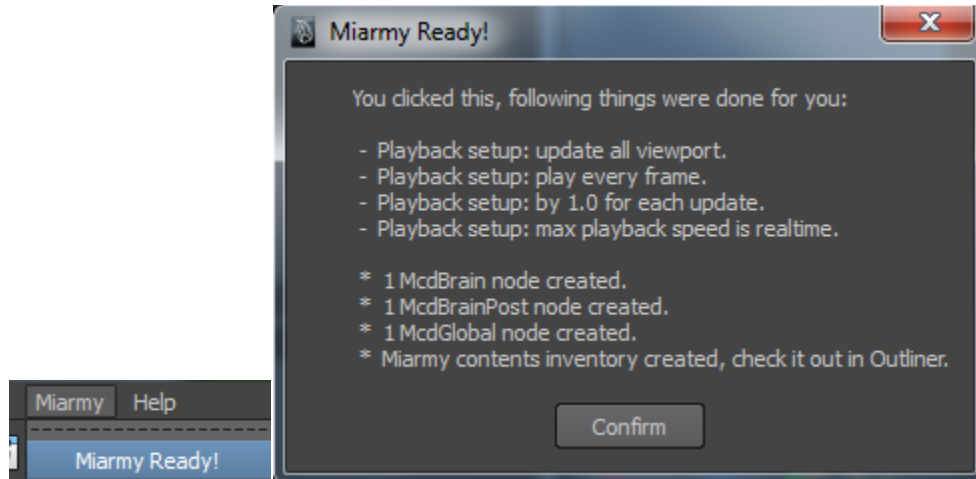 Miarmy Ready!
You clicked this, following things were done for you:
- Playback setup: update all viewport.
- Playback setup: play every frame.
- Playback setup: by 1.0 for each update.
- Playback setup: max playback speed is realtime.
* 1 McdBrain node created.
* 1 McdBrainPost node created.
* 1 McdGlobal node created.
* Miarmy contents inventory created, check it out in Outliner.
Confirm
Miarmy Help
Miarmy Ready!